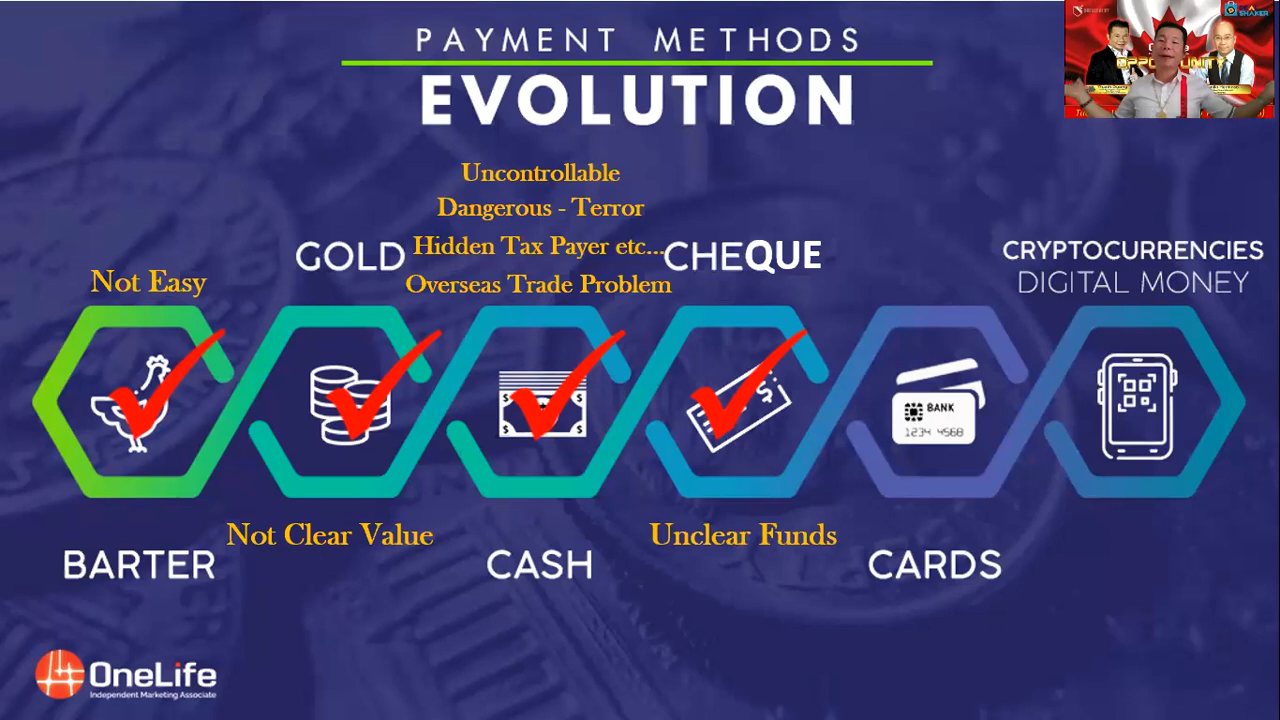 PAYMENT METHODS
EVOLUTION
Uncontrollable
Dangerous - Terror
Hidden Tax Payer etc...
Overseas Trade Problem
Not Easy
GOLD
CHEQUE
CRYPTOCURRENCIES
DIGITAL MONEY
$ $
$ $
$
BANK
1234 4568
Not Clear Value
Unclear Funds
BARTER
CASH
CARDS
OneLife
Independent Marketing Associate
SHAKER